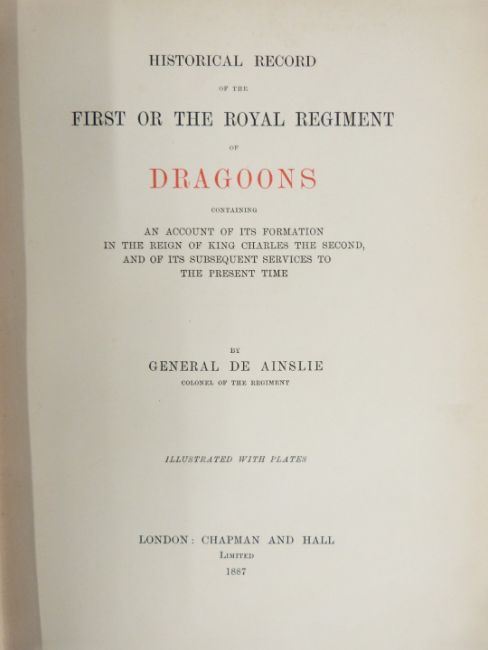 HISTORICAL RECORD
OF THE
FIRST OR THE ROYAL REGIMENT
OF
DRAGOONS
CONTAINING
AN ACCOUNT OF ITS FORMATION
IN THE REIGN OF KING CHARLES THE SECOND,
AND OF ITS SUBSEQUENT SERVICES TO
THE PRESENT TIME
BY
GENERAL DE AINSLIE
COLONEL OF THE REGIMENT
ILLUSTRATED WITH PLATES
LONDON: CHAPMAN AND HALL
LIMITED
1887